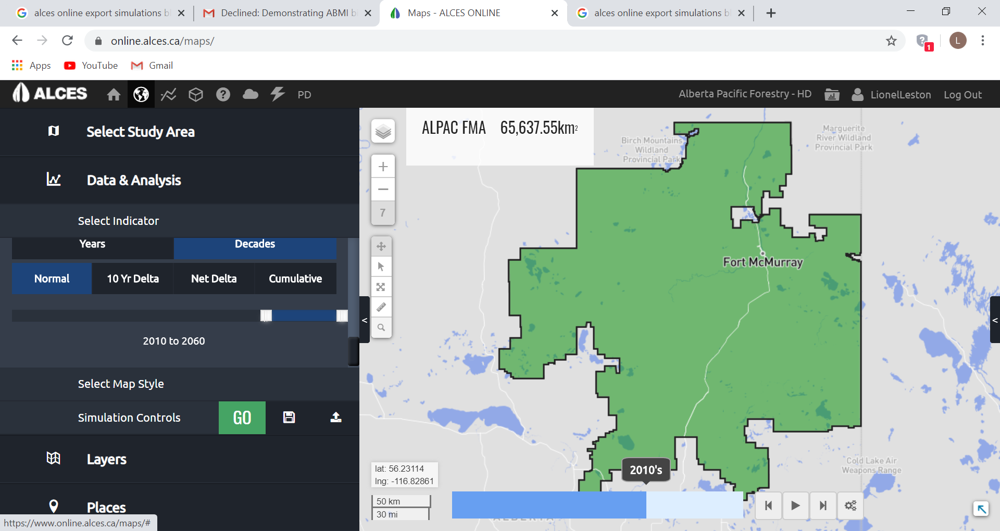 alces online export simulations bl
Declined: Demonstrating ABMI bi
Maps - ALCES ONLINE
alces online export simulations bl
online.alces.ca/maps/
1
L
Apps
YouTube
Gmail
ALCES
PD
Alberta Pacific Forestry - HD
LionelLeston
Log Out
Select Study Area
Data & Analysis
Select Indicator
Years
Decades
Normal
10 Yr Delta
Net Delta
Cumulative
2010 to 2060
Select Map Style
Simulation Controls
GO
Layers
Places
https://www.online.alces.ca/maps/#
ALPAC FMA 65,637.55km2
+
−
7
<
<
Birch Mountains
Wildland
Provincial Park
Marguerite
River Wildland
Provincial Park
Fort McMurray
Cold Lake Air
Weapons Range
lat: 56.23114
lng: -116.82861
50 km
30 mi
2010's
ALBERTA